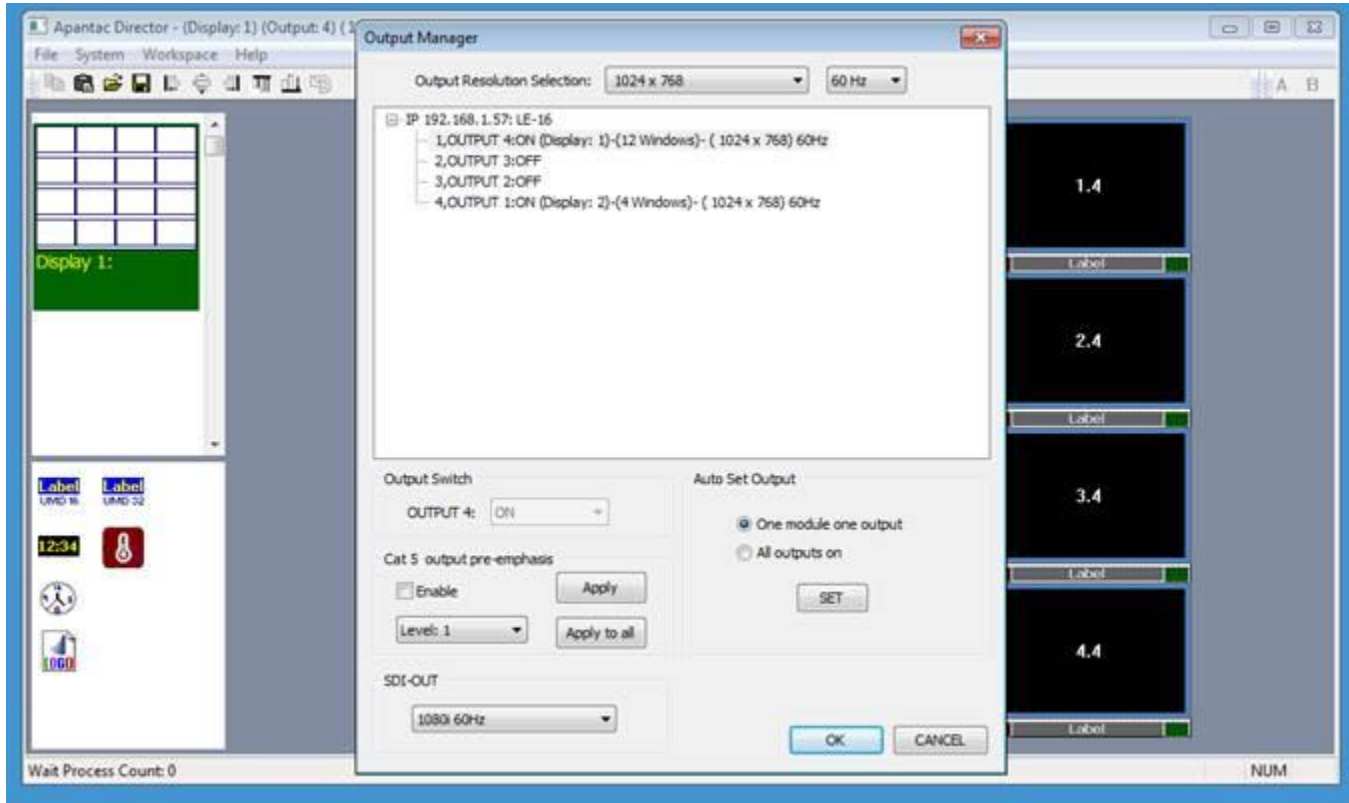 Apantac Director - (Display: 1) (Output: 4) ( 1
File System Workspace Help
A B
Display 1:
Label Label
UMD 16 UMD 32
12:34
LOGO
Output Manager
Output Resolution Selection: 1024 x 768 60 Hz
IP 192.168.1.57: LE-16
1,OUTPUT 4:ON (Display: 1)-(12 Windows)- ( 1024 x 768) 60Hz
2,OUTPUT 3:OFF
3,OUTPUT 2:OFF
4,OUTPUT 1:ON (Display: 2)-(4 Windows)- ( 1024 x 768) 60Hz
Output Switch
OUTPUT 4: ON
Cat 5 output pre-emphasis
Enable Apply
Level: 1 Apply to all
SDI-OUT
1080i 60Hz
Auto Set Output
One module one output
All outputs on
SET
OK CANCEL
1.4
Label
2.4
Label
3.4
Label
4.4
Label
Wait Process Count: 0 NUM